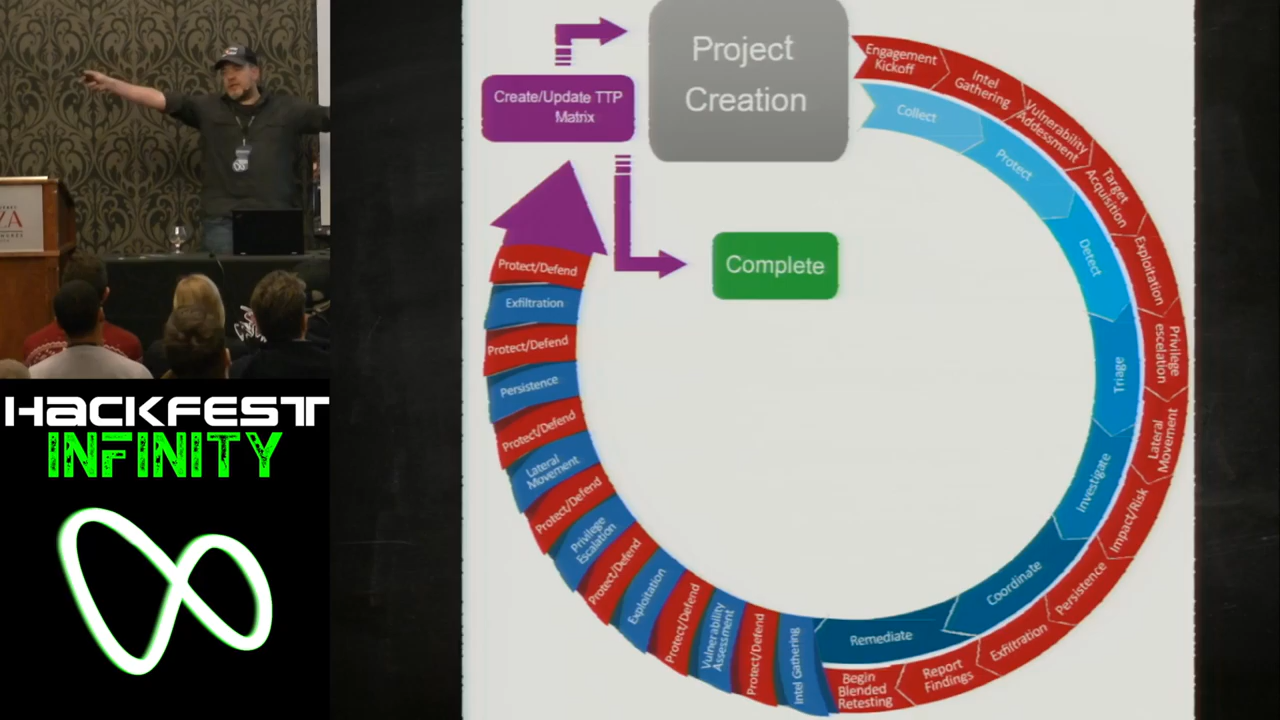 Project
Creation
Create/Update TTP
Matrix
Complete
Engagement
Kickoff
Intel
Gathering
Vulnerability
Addessment
Target
Acquisition
Exploitation
Privilege
escelation
Lateral
Movement
Impact/Risk
Persistence
Exfiltration
Report
Findings
Begin
Blended
Retesting
Collect
Protect
Detect
Triage
Investigate
Coordinate
Remediate
Intel Gathering
Protect/Defend
Vulnerability
Assessment
Protect/Defend
Exploitation
Protect/Defend
Privilege
Escalation
Protect/Defend
Lateral
Movement
Protect/Defend
Persistence
Protect/Defend
Exfiltration
Protect/Defend
HACKFEST
INFINITY